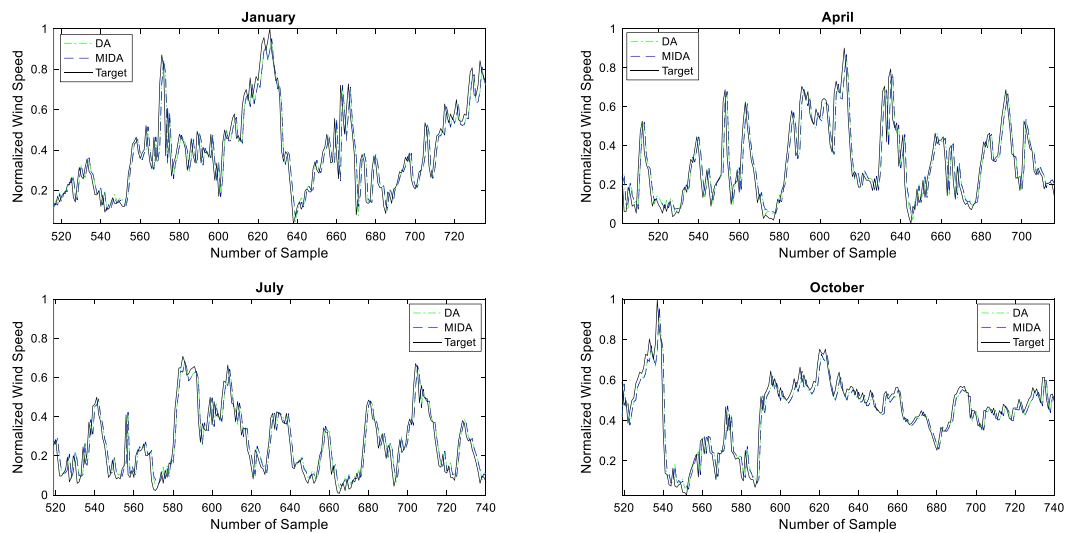 January
Normalized Wind Speed
1
0.8
0.6
0.4
0.2
DA
MIDA
Target
520 540 560 580 600 620 640 660 680 700 720
Number of Sample
April
Normalized Wind Speed
1
0.8
0.6
0.4
0.2
0
DA
MIDA
Target
520 540 560 580 600 620 640 660 680 700
Number of Sample
July
Normalized Wind Speed
1
0.8
0.6
0.4
0.2
0
DA
MIDA
Target
520 540 560 580 600 620 640 660 680 700 720 740
Number of Sample
October
Normalized Wind Speed
1
0.8
0.6
0.4
0.2
DA
MIDA
Target
520 540 560 580 600 620 640 660 680 700 720 740
Number of Sample